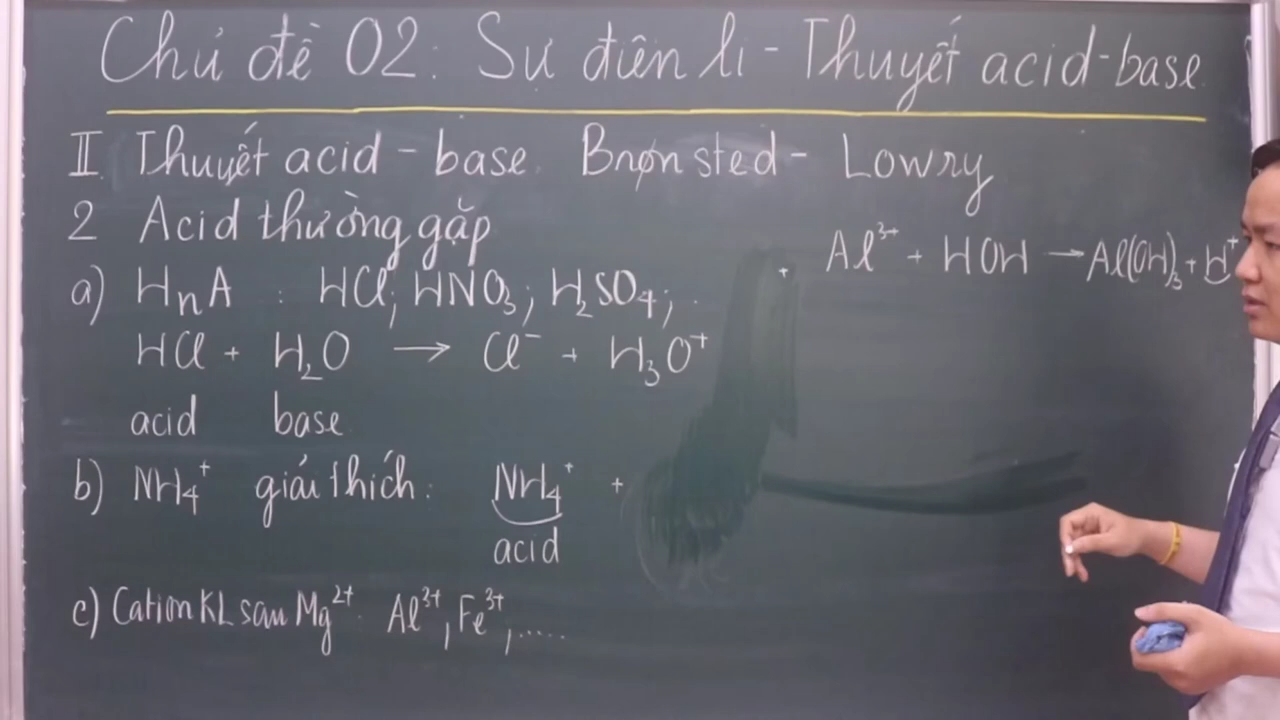 Chủ đề 02: Sự điện li - Thuyết acid-base
II. Thuyết acid - base Brønsted - Lowry
2 Acid thường gặp
a) HnA : HCl; HNO₃; H₂SO₄; ..
HCl + H₂O → Cl⁻ + H₃O⁺
acid base
b) NH₄⁺ giải thích: NH₄⁺ +
acid
c) Cation KL sau Mg²⁺: Al³⁺, Fe³⁺, .....
+ Al³⁺ + HOH → Al(OH)₃ + H⁺